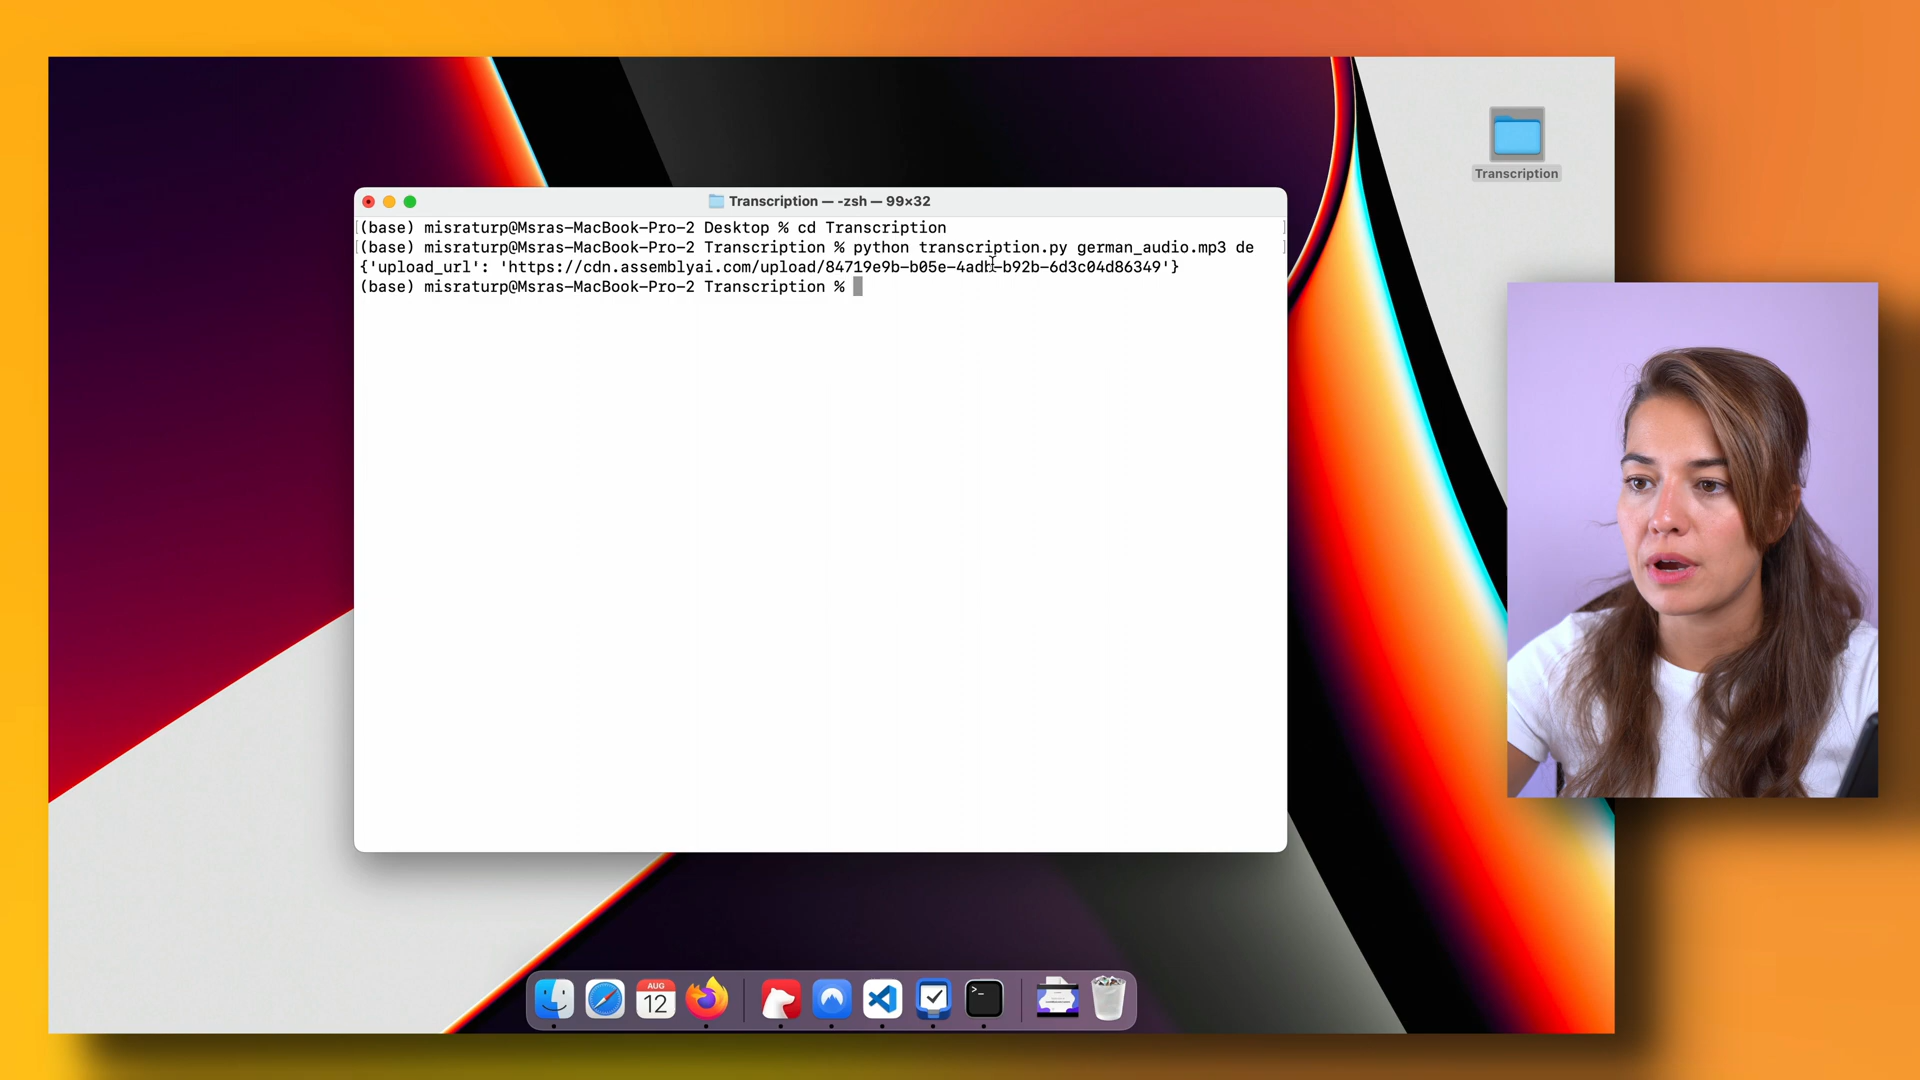 Transcription
Transcription — -zsh — 99×32
(base) misraturp@Msras-MacBook-Pro-2 Desktop % cd Transcription
(base) misraturp@Msras-MacBook-Pro-2 Transcription % python transcription.py german_audio.mp3 de
{'upload_url': 'https://cdn.assemblyai.com/upload/84719e9b-b05e-4adb-b92b-6d3c04d86349'}
(base) misraturp@Msras-MacBook-Pro-2 Transcription %
AUG
12
>_